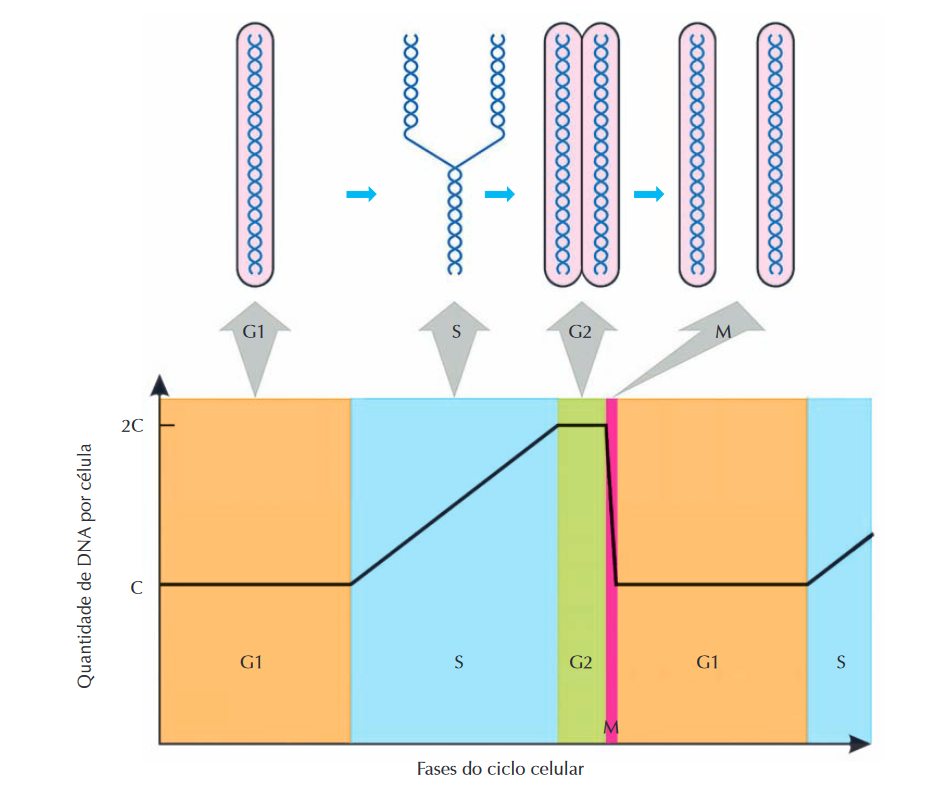 G1
S
G2
M
2C
C
Quantidade de DNA por célula
G1
S
G2
M
G1
S
Fases do ciclo celular